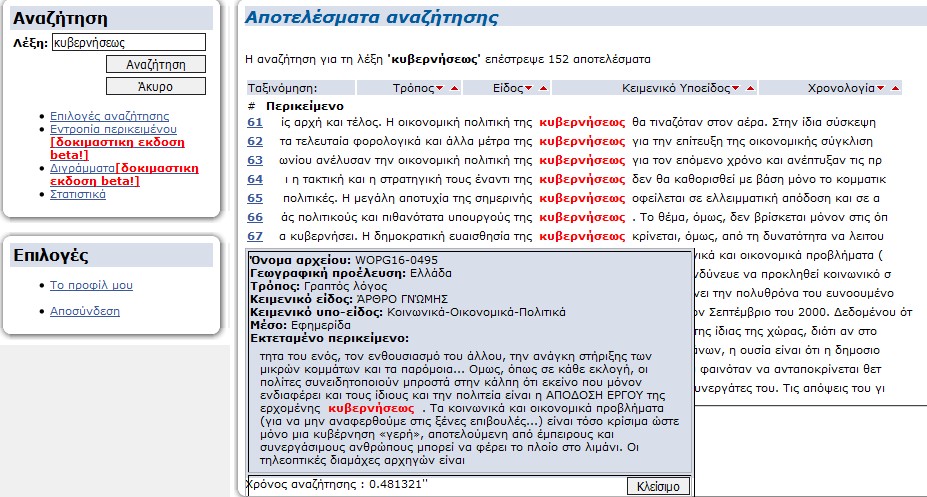 Αναζήτηση
Λέξη: κυβερνήσεως
Αναζήτηση
Άκυρο
Επιλογές αναζήτησης
Εντροπία περικειμένου
[δοκιμαστικη εκδοση
beta!]
Διγράμματα[δοκιμαστικη
εκδοση beta!]
Στατιστικά
Επιλογές
Το προφίλ μου
Αποσύνδεση
Αποτελέσματα αναζήτησης
Η αναζήτηση για τη λέξη 'κυβερνήσεως' επέστρεψε 152 αποτελέσματα
Ταξινόμηση: Τρόπος Είδος Κειμενικό Υποείδος Χρονολογία
# Περικείμενο
61 ίς αρχή και τέλος. Η οικονομική πολιτική της κυβερνήσεως θα τιναζόταν στον αέρα. Στην ίδια σύσκεψη
62 τα τελευταία φορολογικά και άλλα μέτρα της κυβερνήσεως για την επίτευξη της οικονομικής σύγκλιση
63 ωνίου ανέλυσαν την οικονομική πολιτική της κυβερνήσεως για τον επόμενο χρόνο και ανέπτυξαν τις πρ
64 ι η τακτική και η στρατηγική τους έναντι της κυβερνήσεως δεν θα καθορισθεί με βάση μόνο το κομματικ
65 πολιτικές. Η μεγάλη αποτυχία της σημερινής κυβερνήσεως οφείλεται σε ελλειμματική απόδοση και σε α
66 άς πολιτικούς και πιθανότατα υπουργούς της κυβερνήσεως . Το θέμα, όμως, δεν βρίσκεται μόνον στις όπ
67 α κυβερνήσει. Η δημοκρατική ευαισθησία της κυβερνήσεως κρίνεται, όμως, από τη δυνατότητα να λειτου
νικά και οικονομικά προβλήματα (
νδύνευε να προκληθεί κοινωνικό σ
νει την πολυθρόνα του ευνοουμένο
ον Σεπτέμβριο του 2000. Δεδομένου ότ
της ίδιας της χώρας, διότι αν στο
ανων, η ουσία είναι ότι η δημοσιο
φαινόταν να ανταποκρίνεται θετ
υνεργάτες του. Τις απόψεις του γι
Όνομα αρχείου: WOPG16-0495
Γεωγραφική προέλευση: Ελλάδα
Τρόπος: Γραπτός λόγος
Κειμενικό είδος: ΆΡΘΡΟ ΓΝΏΜΗΣ
Κειμενικό υπο-είδος: Κοινωνικά-Οικονομικά-Πολιτικά
Μέσο: Εφημερίδα
Εκτεταμένο περικείμενο:
τητα του ενός, τον ενθουσιασμό του άλλου, την ανάγκη στήριξης των
μικρών κομμάτων και τα παρόμοια... Ομως, όπως σε κάθε εκλογή, οι
πολίτες συνειδητοποιούν μπροστά στην κάλπη ότι εκείνο που μόνον
ενδιαφέρει και τους ίδιους και την πολιτεία είναι η ΑΠΟΔΟΣΗ ΕΡΓΟΥ της
ερχομένης κυβερνήσεως . Τα κοινωνικά και οικονομικά προβλήματα
(για να μην αναφερθούμε στις ξένες επιβουλές...) είναι τόσο κρίσιμα ώστε
μόνο μια κυβέρνηση «γερή», αποτελούμενη από έμπειρους και
συνεργάσιμους ανθρώπους μπορεί να φέρει το πλοίο στο λιμάνι. Οι
τηλεοπτικές διαμάχες αρχηγών είναι
Χρόνος αναζήτησης : 0.481321''
Κλείσιμο